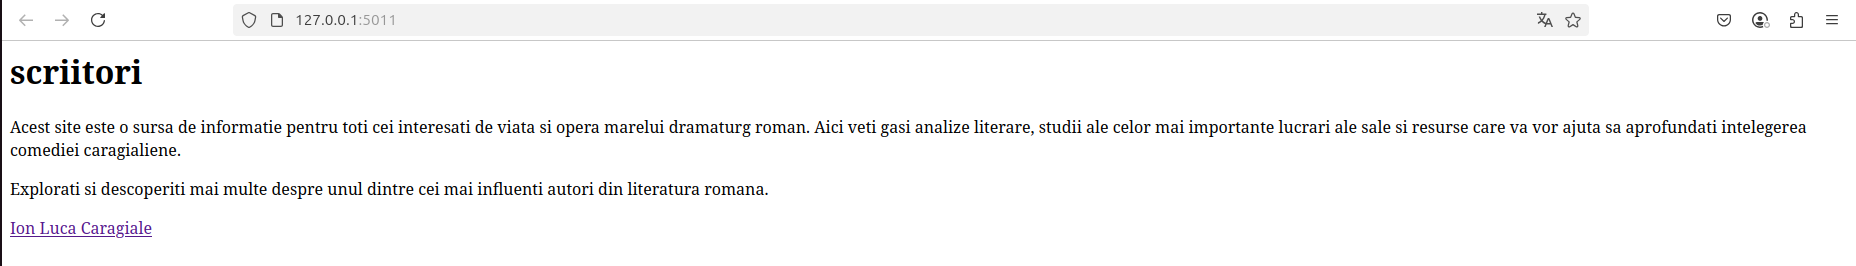 127.0.0.1:5011
scriitori
Acest site este o sursa de informatie pentru toti cei interesati de viata si opera marelui dramaturg roman. Aici veti gasi analize literare, studii ale celor mai importante lucrari ale sale si resurse care va vor ajuta sa aprofundati intelegerea
comediei caragialiene.
Explorati si descoperiti mai multe despre unul dintre cei mai influenti autori din literatura romana.
Ion Luca Caragiale